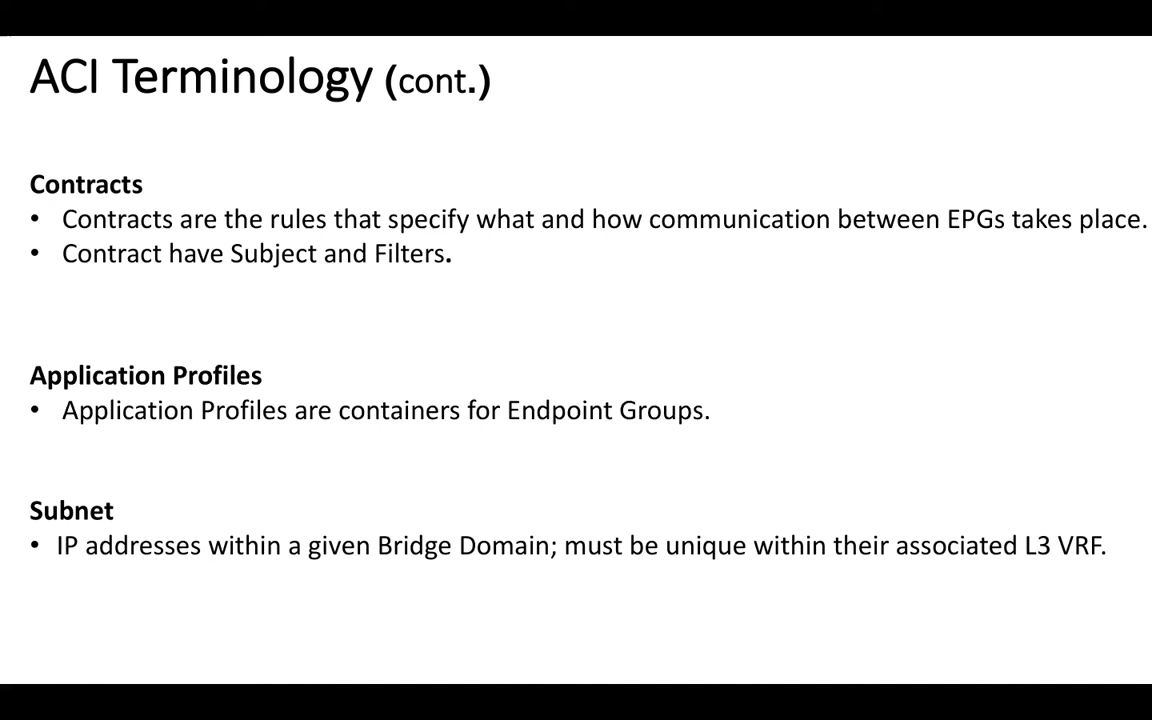 ACI Terminology (cont.)
Contracts
• Contracts are the rules that specify what and how communication between EPGs takes place.
• Contract have Subject and Filters.
Application Profiles
• Application Profiles are containers for Endpoint Groups.
Subnet
• IP addresses within a given Bridge Domain; must be unique within their associated L3 VRF.